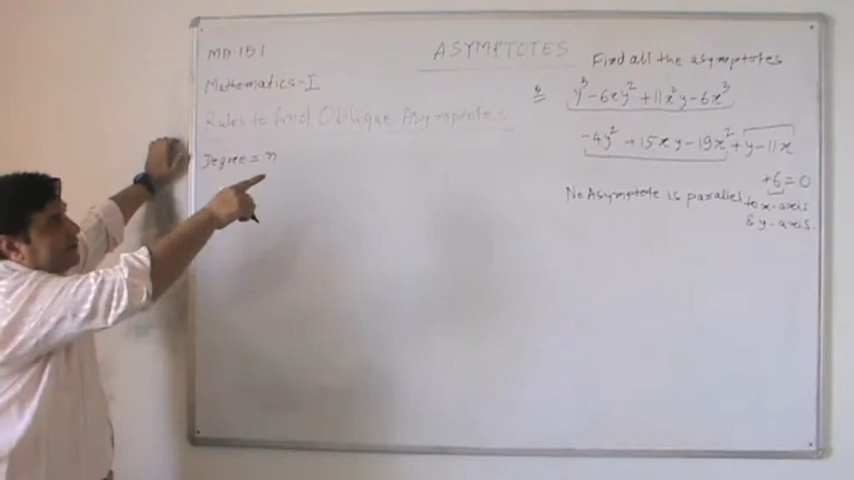 MA-151
Mathematics-I
Rules to find Oblique Asymptotes
Degree = n
ASYMPTOTES
Find all the asymptotes
Q y³ - 6xy² + 11x²y - 6x³
-4y² + 15xy - 19x² + y - 11x
+6 = 0
No Asymptote is parallel to x-axis
& y-axis.